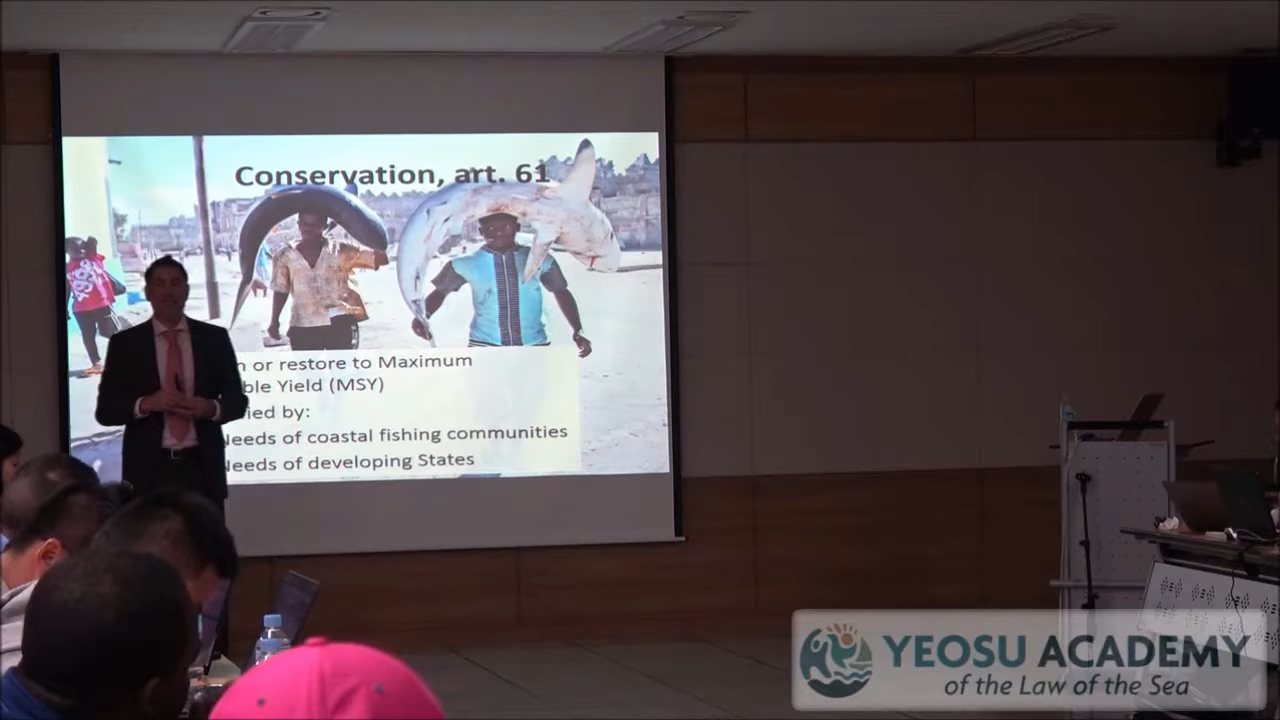 Conservation, art. 61
n or restore to Maximum
ble Yield (MSY)
ied by:
Needs of coastal fishing communities
Needs of developing States
YEOSU ACADEMY
of the Law of the Sea